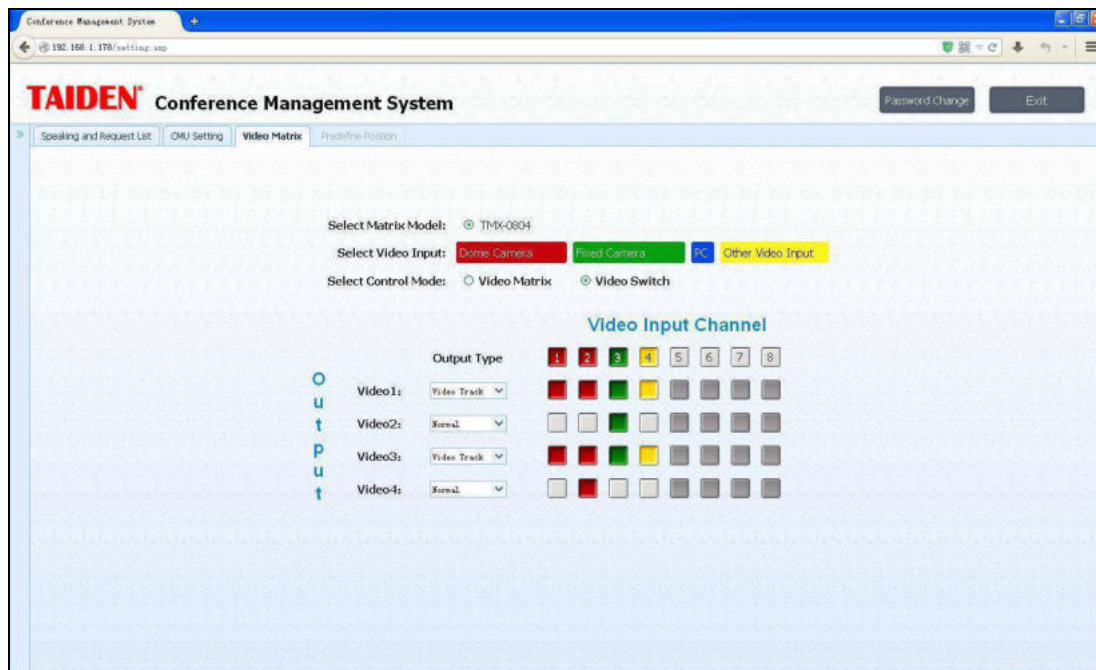 Conference Management System
192.168.1.178/setting.asp
TAIDEN® Conference Management System
Password Change
Exit
Speaking and Request List
CMU Setting
Video Matrix
Predefine Position
Select Matrix Model: TMX-0804
Select Video Input: Dome Camera Fixed Camera PC Other Video Input
Select Control Mode: Video Matrix Video Switch
Video Input Channel
Output Type 1 2 3 4 5 6 7 8
Output
Video1: Video Track
Video2: Normal
Video3: Video Track
Video4: Normal